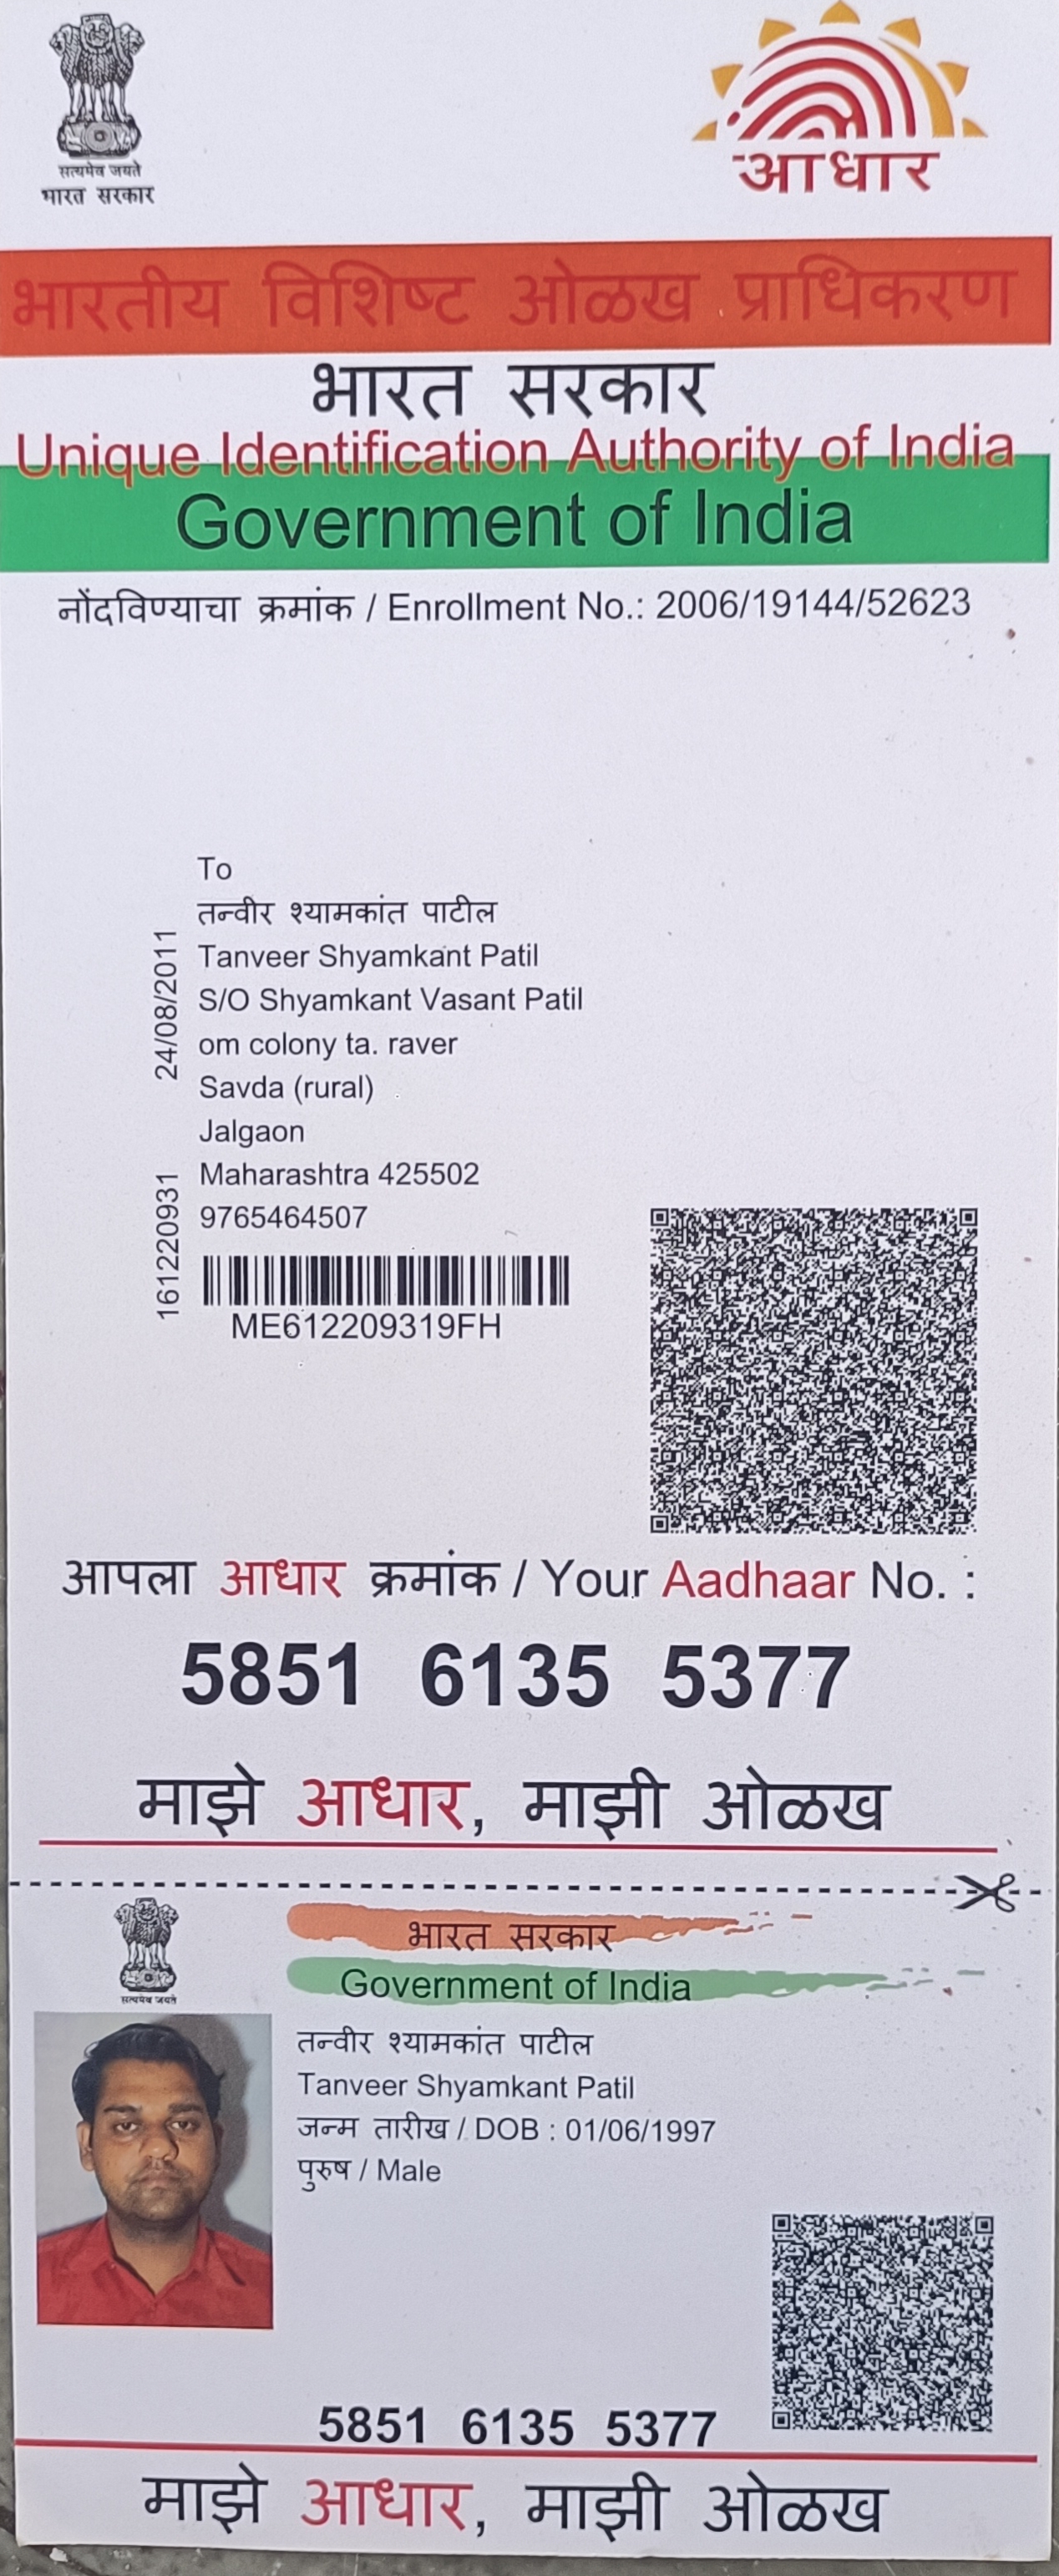 सत्यमेव जयते
भारत सरकार
आधार
भारतीय विशिष्ट ओळख प्राधिकरण
भारत सरकार
Unique Identification Authority of India
Government of India
नोंदविण्याचा क्रमांक / Enrollment No.: 2006/19144/52623
To
तन्वीर श्यामकांत पाटील
Tanveer Shyamkant Patil
S/O Shyamkant Vasant Patil
om colony ta. raver
Savda (rural)
Jalgaon
Maharashtra 425502
9765464507
24/08/2011
161220931
ME612209319FH
आपला आधार क्रमांक / Your Aadhaar No. :
5851 6135 5377
माझे आधार, माझी ओळख
सत्यमेव जयते
भारत सरकार
Government of India
तन्वीर श्यामकांत पाटील
Tanveer Shyamkant Patil
जन्म तारीख / DOB : 01/06/1997
पुरुष / Male
5851 6135 5377
माझे आधार, माझी ओळख